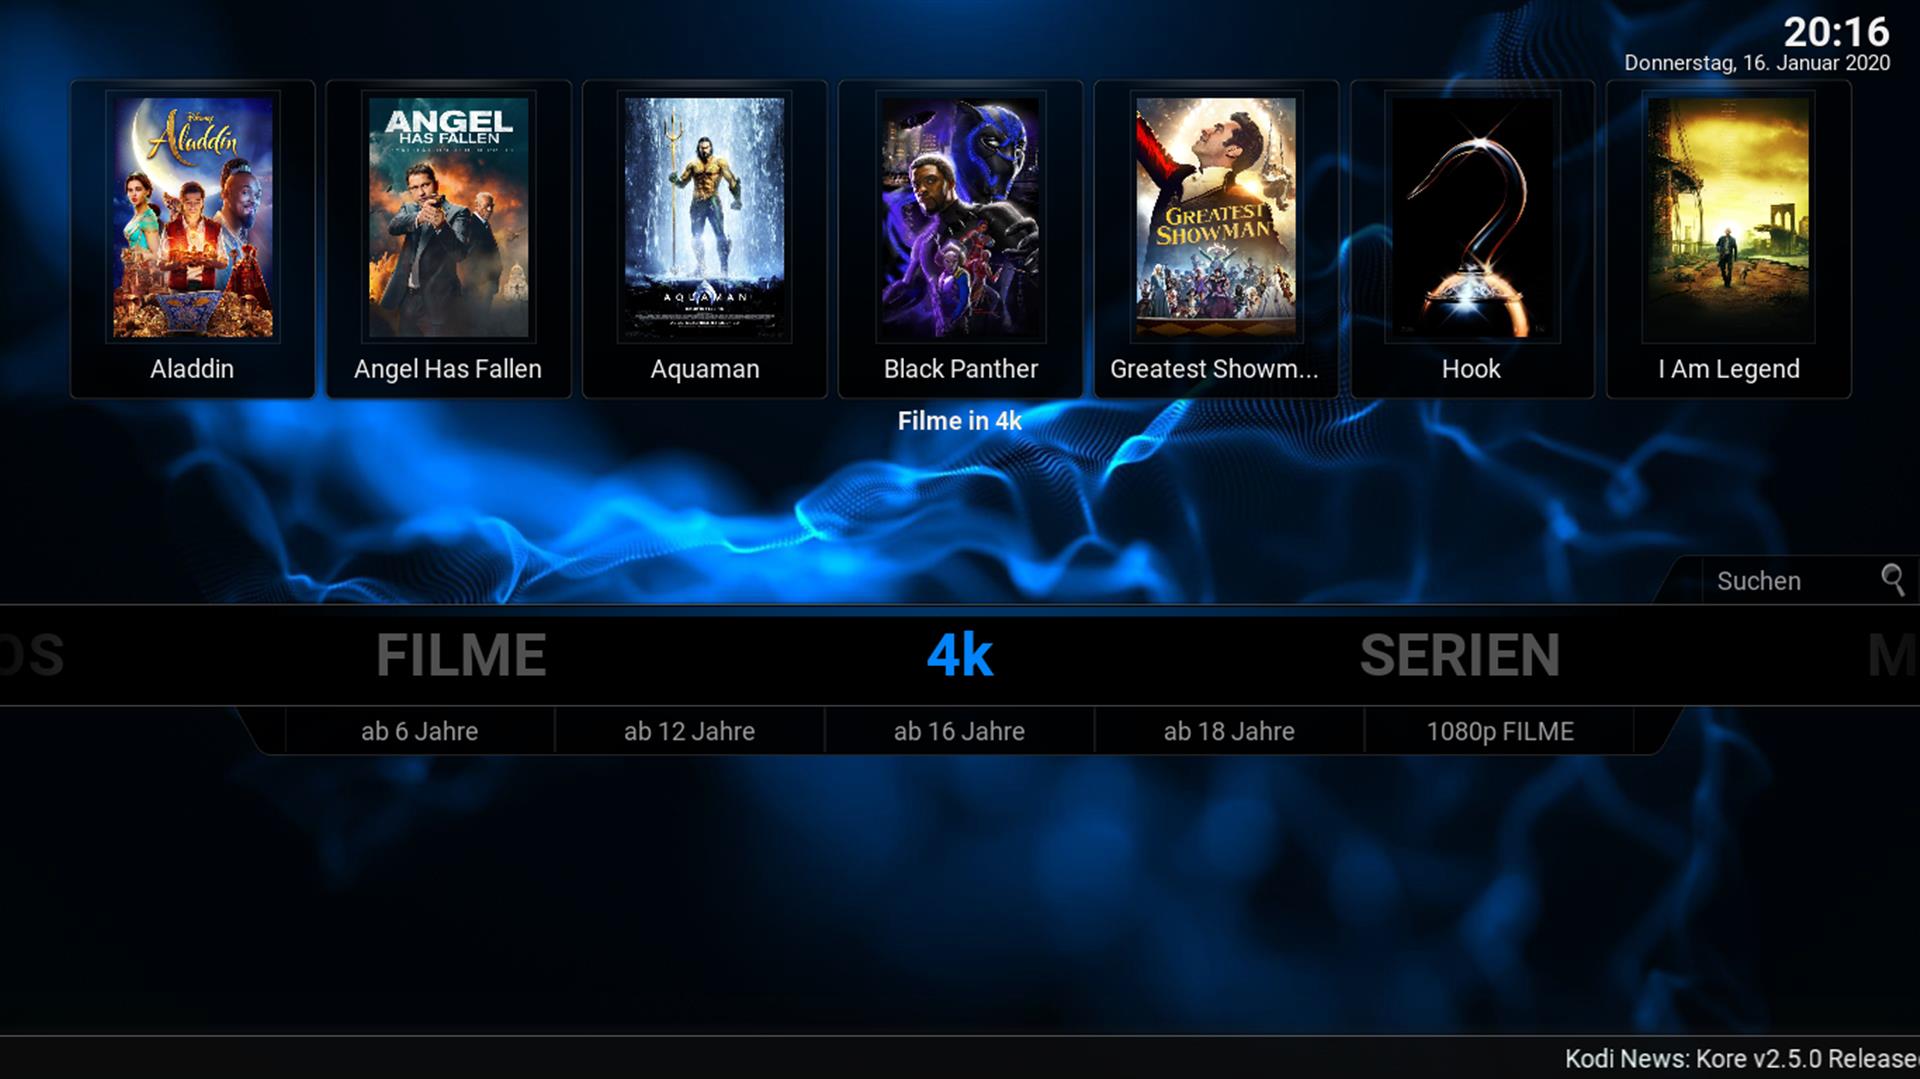 20:16
Donnerstag, 16. Januar 2020
Disney
Aladdin
ANGEL
HAS FALLEN
AQUAMAN
GREATEST
SHOWMAN
Aladdin
Angel Has Fallen
Aquaman
Black Panther
Greatest Showm...
Hook
I Am Legend
Filme in 4k
Suchen
OS
FILME
4k
SERIEN
M
ab 6 Jahre
ab 12 Jahre
ab 16 Jahre
ab 18 Jahre
1080p FILME
Kodi News: Kore v2.5.0 Release